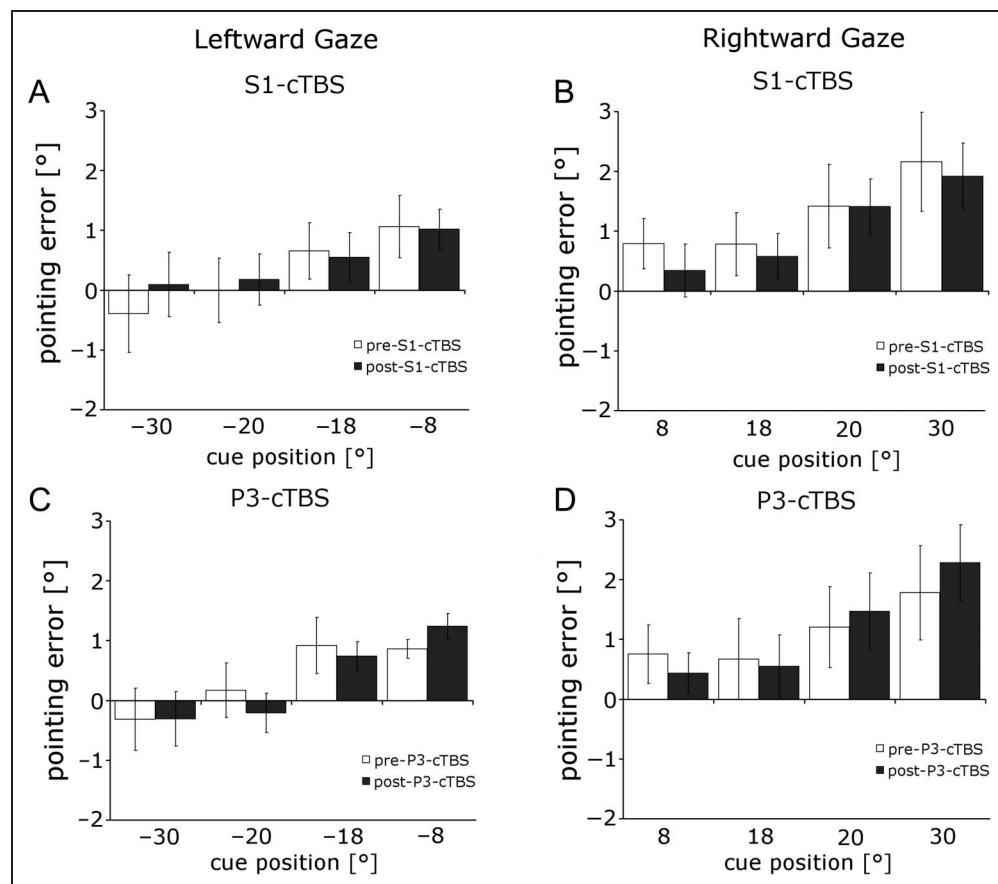 Leftward Gaze
Rightward Gaze
A
S1-cTBS
pointing error [°]
3
2
1
0
−1
−2
□ pre-S1-cTBS
■ post-S1-cTBS
−30 −20 −18 −8
cue position [°]
B
S1-cTBS
pointing error [°]
3
2
1
0
−1
−2
□ pre-S1-cTBS
■ post-S1-cTBS
8 18 20 30
cue position [°]
C
P3-cTBS
pointing error [°]
3
2
1
0
−1
−2
□ pre-P3-cTBS
■ post-P3-cTBS
−30 −20 −18 −8
cue position [°]
D
P3-cTBS
pointing error [°]
3
2
1
0
−1
−2
□ pre-P3-cTBS
■ post-P3-cTBS
8 18 20 30
cue position [°]